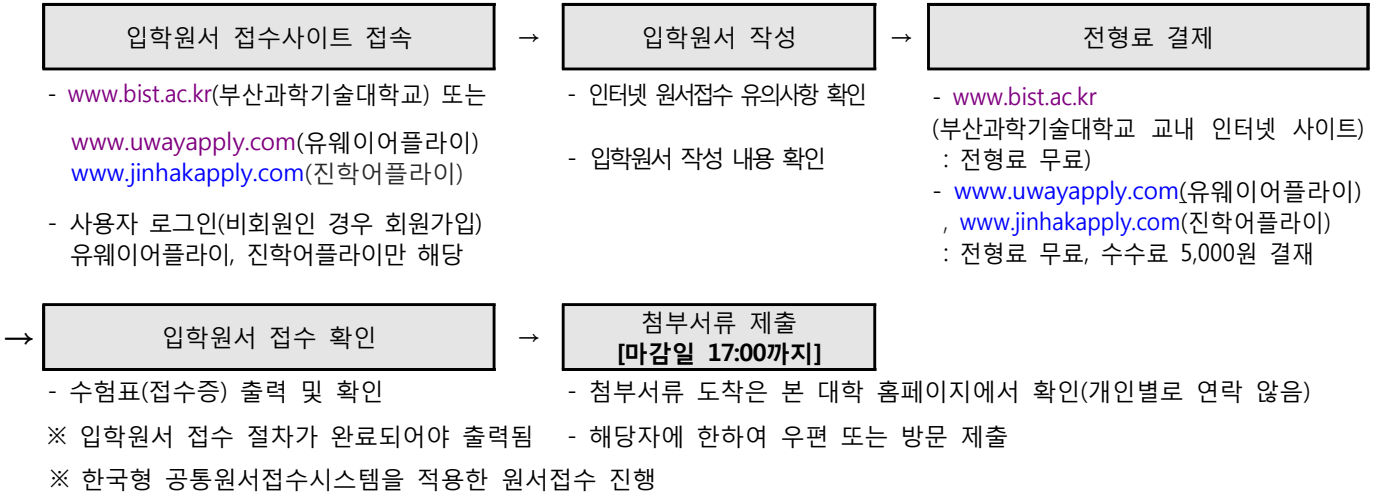 입학원서 접수사이트 접속
→
입학원서 작성
→
전형료 결제
- www.bist.ac.kr(부산과학기술대학교) 또는
www.uwayapply.com(유웨이어플라이)
www.jinhakapply.com(진학어플라이)
- 사용자 로그인(비회원인 경우 회원가입)
유웨이어플라이, 진학어플라이만 해당
- 인터넷 원서접수 유의사항 확인
- 입학원서 작성 내용 확인
- www.bist.ac.kr
(부산과학기술대학교 교내 인터넷 사이트)
: 전형료 무료)
- www.uwayapply.com(유웨이어플라이)
, www.jinhakapply.com(진학어플라이)
: 전형료 무료, 수수료 5,000원 결재
→
입학원서 접수 확인
→
첨부서류 제출
[마감일 17:00까지]
- 수험표(접수증) 출력 및 확인
※ 입학원서 접수 절차가 완료되어야 출력됨
- 첨부서류 도착은 본 대학 홈페이지에서 확인(개인별로 연락 않음)
- 해당자에 한하여 우편 또는 방문 제출
※ 한국형 공통원서접수시스템을 적용한 원서접수 진행